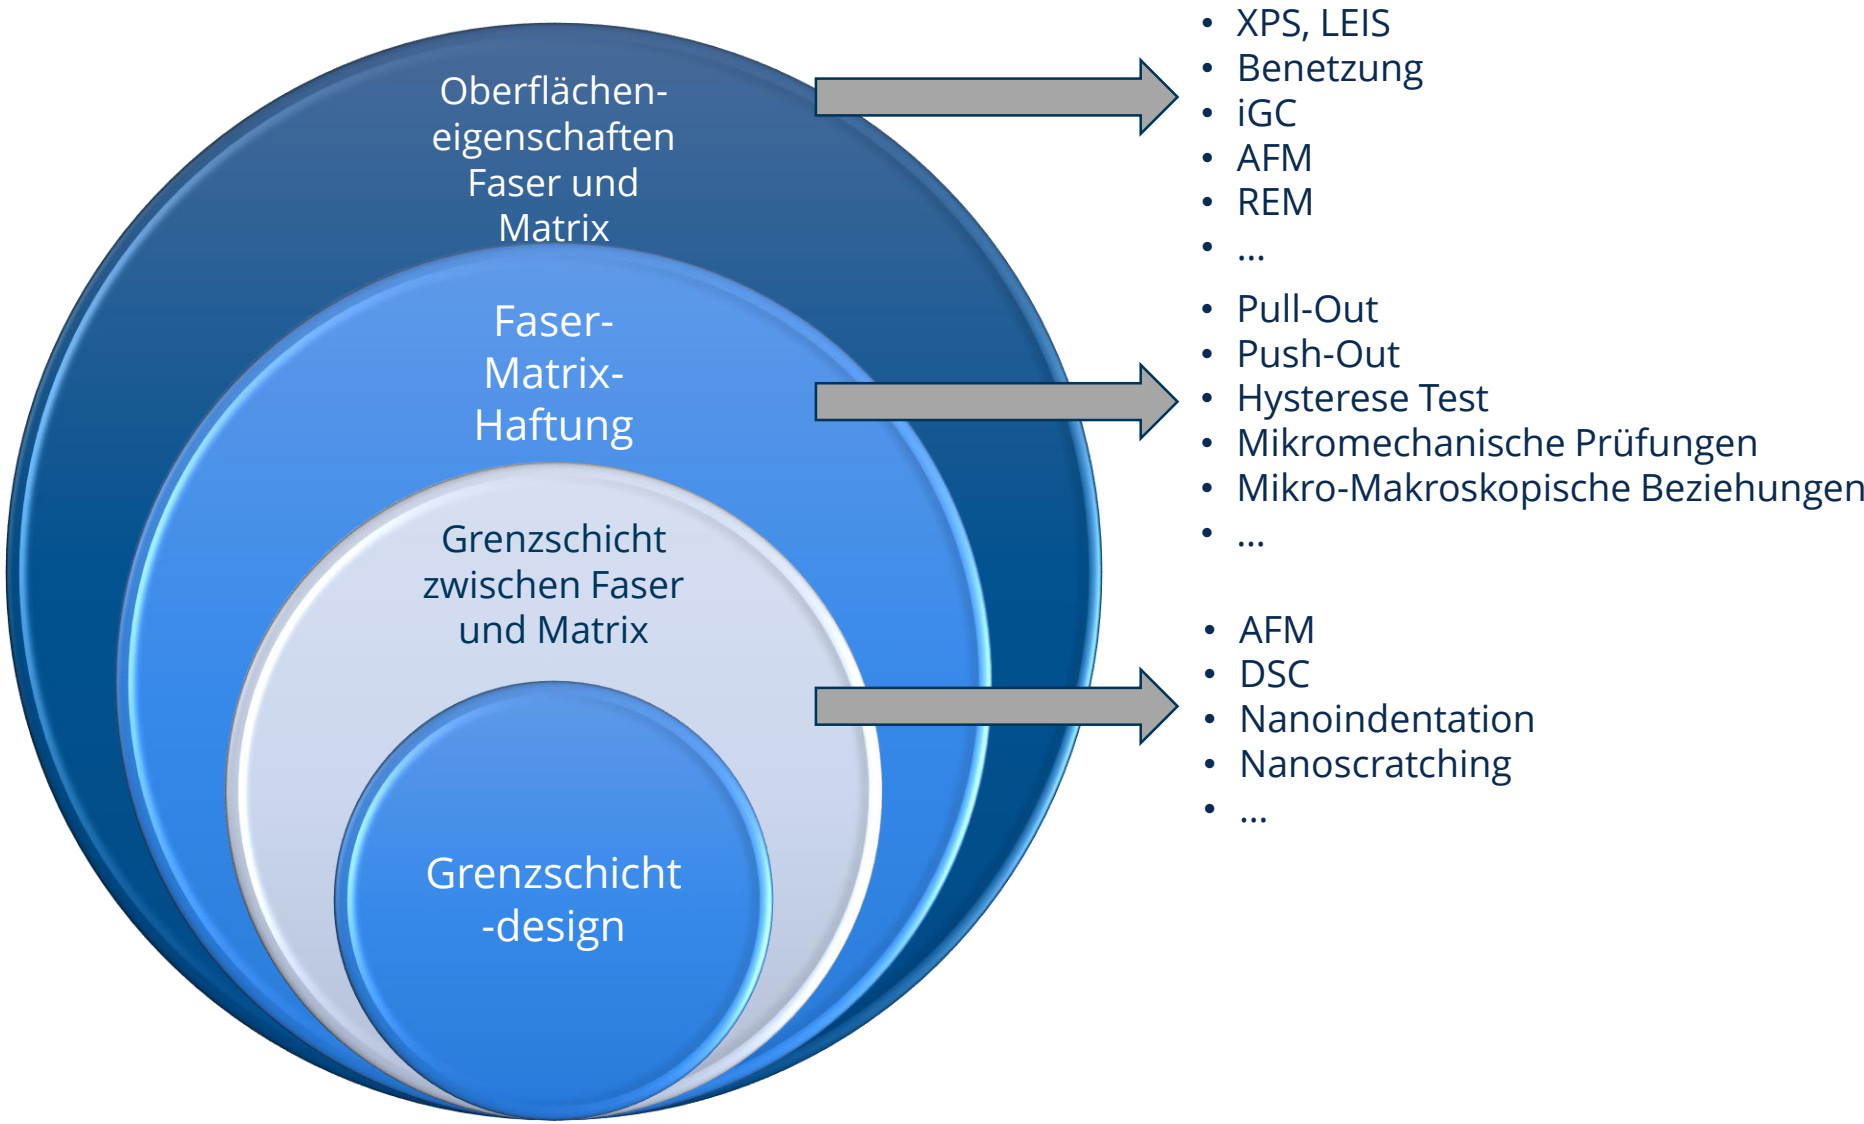 Oberflächen-
eigenschaften
Faser und
Matrix
Faser-
Matrix-
Haftung
Grenzschicht
zwischen Faser
und Matrix
Grenzschicht
-design
• XPS, LEIS
• Benetzung
• iGC
• AFM
• REM
• ...
• Pull-Out
• Push-Out
• Hysterese Test
• Mikromechanische Prüfungen
• Mikro-Makroskopische Beziehungen
• ...
• AFM
• DSC
• Nanoindentation
• Nanoscratching
• ...